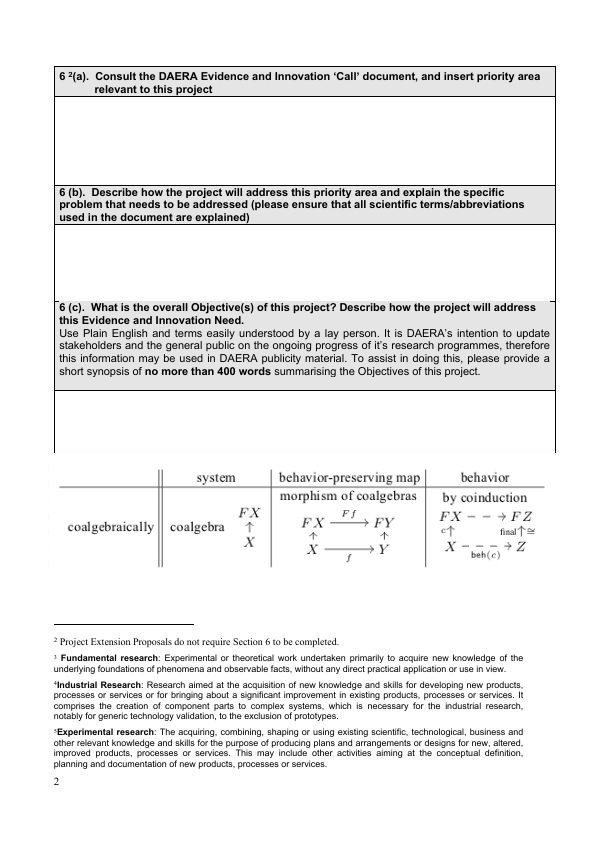 6 ²(a). Consult the DAERA Evidence and Innovation ‘Call’ document, and insert priority area
relevant to this project
6 (b). Describe how the project will address this priority area and explain the specific
problem that needs to be addressed (please ensure that all scientific terms/abbreviations
used in the document are explained)
6 (c). What is the overall Objective(s) of this project? Describe how the project will address
this Evidence and Innovation Need.
Use Plain English and terms easily understood by a lay person. It is DAERA’s intention to update
stakeholders and the general public on the ongoing progress of it’s research programmes, therefore
this information may be used in DAERA publicity material. To assist in doing this, please provide a
short synopsis of no more than 400 words summarising the Objectives of this project.
system behavior-preserving map behavior
morphism of coalgebras by coinduction
coalgebraically coalgebra
FX
↑
X
Ff
FX → FY
↑ ↑
X → Y
f
FX - - → FZ
c↑ final↑≅
X - - - → Z
beh(c)
² Project Extension Proposals do not require Section 6 to be completed.
³ Fundamental research: Experimental or theoretical work undertaken primarily to acquire new knowledge of the
underlying foundations of phenomena and observable facts, without any direct practical application or use in view.
⁴Industrial Research: Research aimed at the acquisition of new knowledge and skills for developing new products,
processes or services or for bringing about a significant improvement in existing products, processes or services. It
comprises the creation of component parts to complex systems, which is necessary for the industrial research,
notably for generic technology validation, to the exclusion of prototypes.
⁵Experimental research: The acquiring, combining, shaping or using existing scientific, technological, business and
other relevant knowledge and skills for the purpose of producing plans and arrangements or designs for new, altered,
improved products, processes or services. This may include other activities aiming at the conceptual definition,
planning and documentation of new products, processes or services.
2